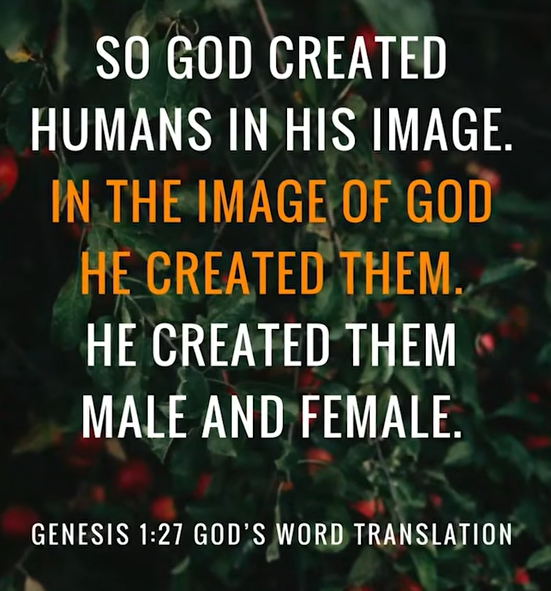 SO GOD CREATED
HUMANS IN HIS IMAGE.
IN THE IMAGE OF GOD
HE CREATED THEM.
HE CREATED THEM
MALE AND FEMALE.
GENESIS 1:27 GOD'S WORD TRANSLATION